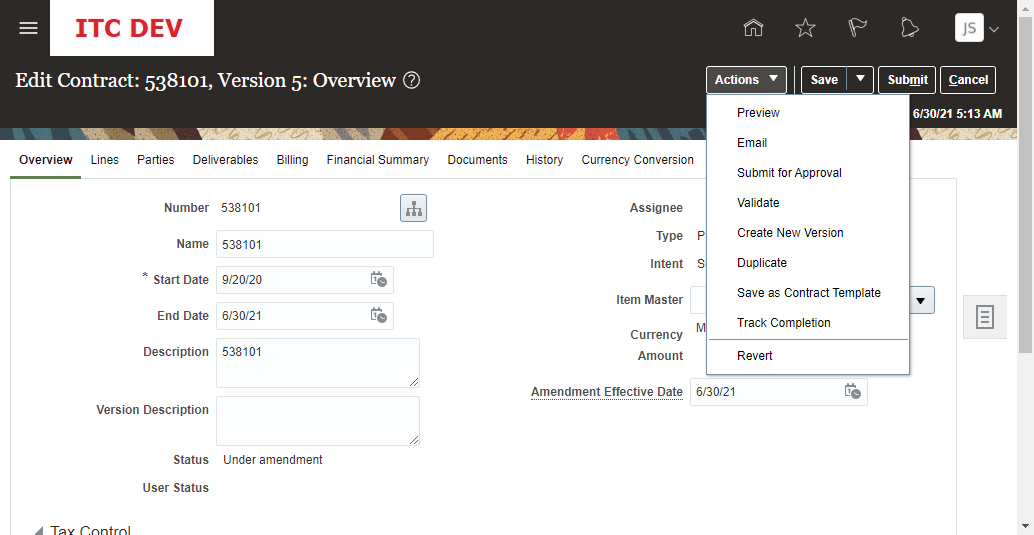 ITC DEV
JS
Edit Contract: 538101, Version 5: Overview
Actions
Save
Submit
Cancel
6/30/21 5:13 AM
Preview
Email
Submit for Approval
Validate
Create New Version
Duplicate
Save as Contract Template
Track Completion
Revert
Overview
Lines
Parties
Deliverables
Billing
Financial Summary
Documents
History
Currency Conversion
Number 538101
Name 538101
* Start Date 9/20/20
End Date 6/30/21
Description 538101
Version Description
Status Under amendment
User Status
Assignee
Type P
Intent S
Item Master
Currency M
Amount
Amendment Effective Date 6/30/21
Tax Control